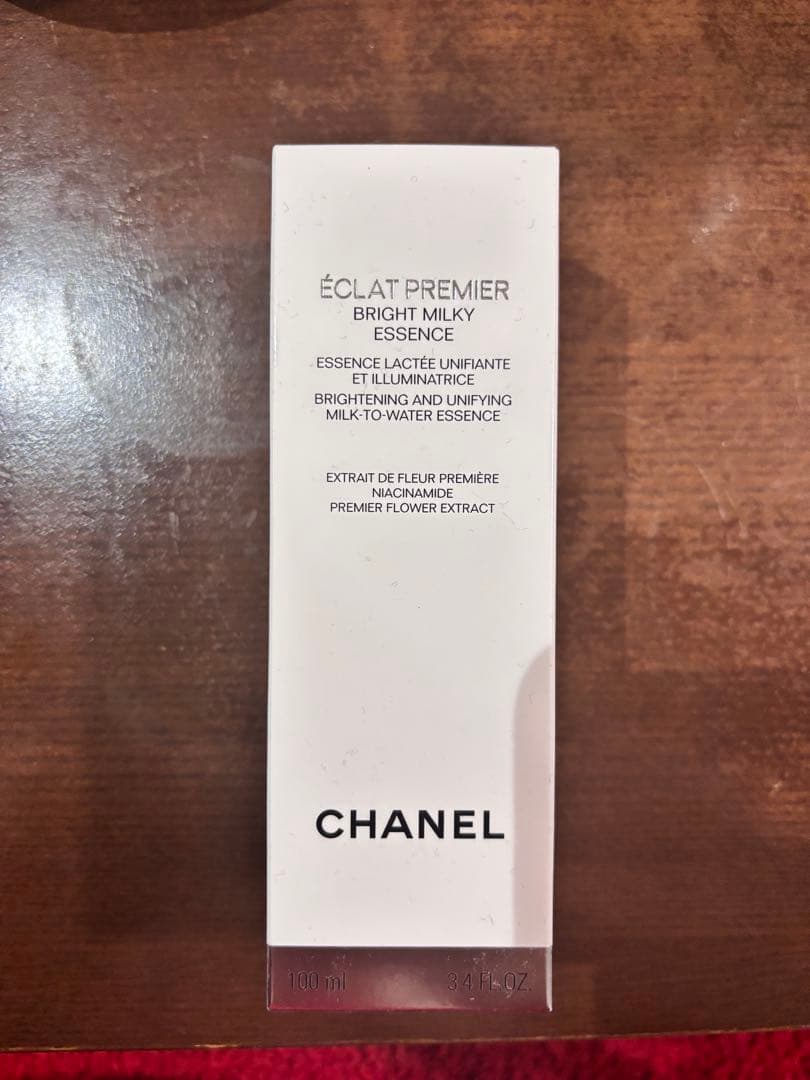 ÉCLAT PREMIER
BRIGHT MILKY
ESSENCE
ESSENCE LACTÉE UNIFIANTE
ET ILLUMINATRICE
BRIGHTENING AND UNIFYING
MILK-TO-WATER ESSENCE
EXTRAIT DE FLEUR PREMIÈRE
NIACINAMIDE
PREMIER FLOWER EXTRACT
CHANEL
100 ml 3.4 FL.OZ.